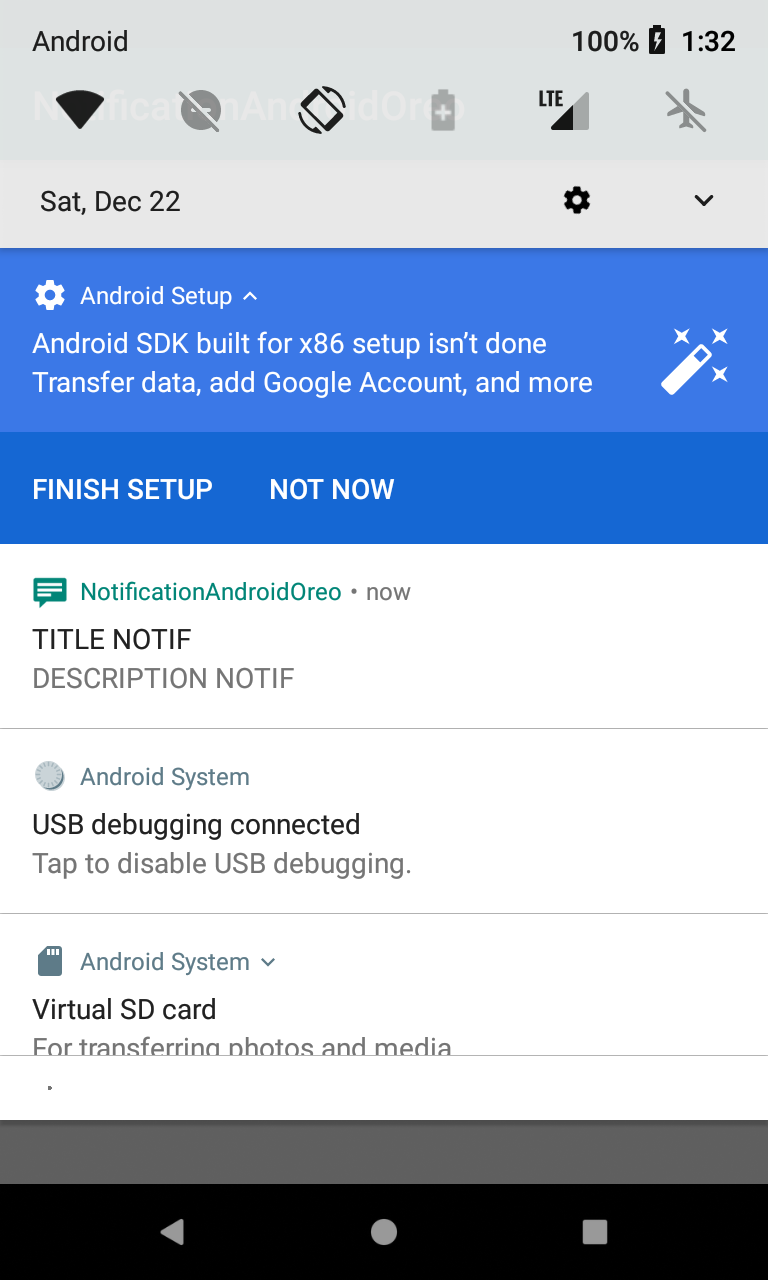 Android 100% 1:32
NotificationAndroidOreo
LTE
Sat, Dec 22
Android Setup
Android SDK built for x86 setup isn’t done
Transfer data, add Google Account, and more
FINISH SETUP NOT NOW
NotificationAndroidOreo • now
TITLE NOTIF
DESCRIPTION NOTIF
Android System
USB debugging connected
Tap to disable USB debugging.
Android System
Virtual SD card
For transferring photos and media